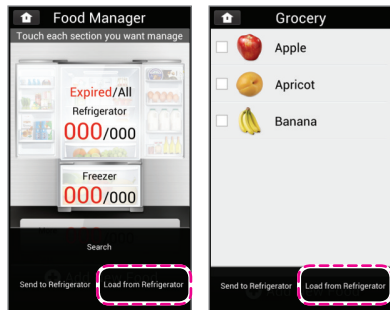 Food Manager
Touch each section you want manage
Expired/All
Refrigerator
000/000
Freezer
000/000
Search
Send to Refrigerator
Load from Refrigerator
Grocery
Apple
Apricot
Banana
Send to Refrigerator
Load from Refrigerator